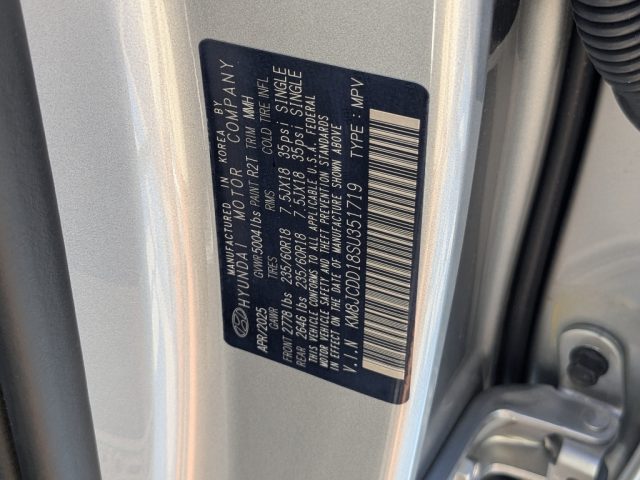 MANUFACTURED IN KOREA BY
HYUNDAI MOTOR COMPANY
APR/2025 GVWR 5004 lbs PAINT R2T TRIM MMH
GAWR TIRES RIMS COLD TIRE INFL
FRONT 2778 lbs 235/60R18 7.5JX18 35psi SINGLE
REAR 2646 lbs 235/60R18 7.5JX18 35psi SINGLE
THIS VEHICLE CONFORMS TO ALL APPLICABLE U.S.A. FEDERAL
MOTOR VEHICLE SAFETY AND THEFT PREVENTION STANDARDS
IN EFFECT ON THE DATE OF MANUFACTURE SHOWN ABOVE
V.I.N KM8JCDD18SU351719 TYPE : MPV